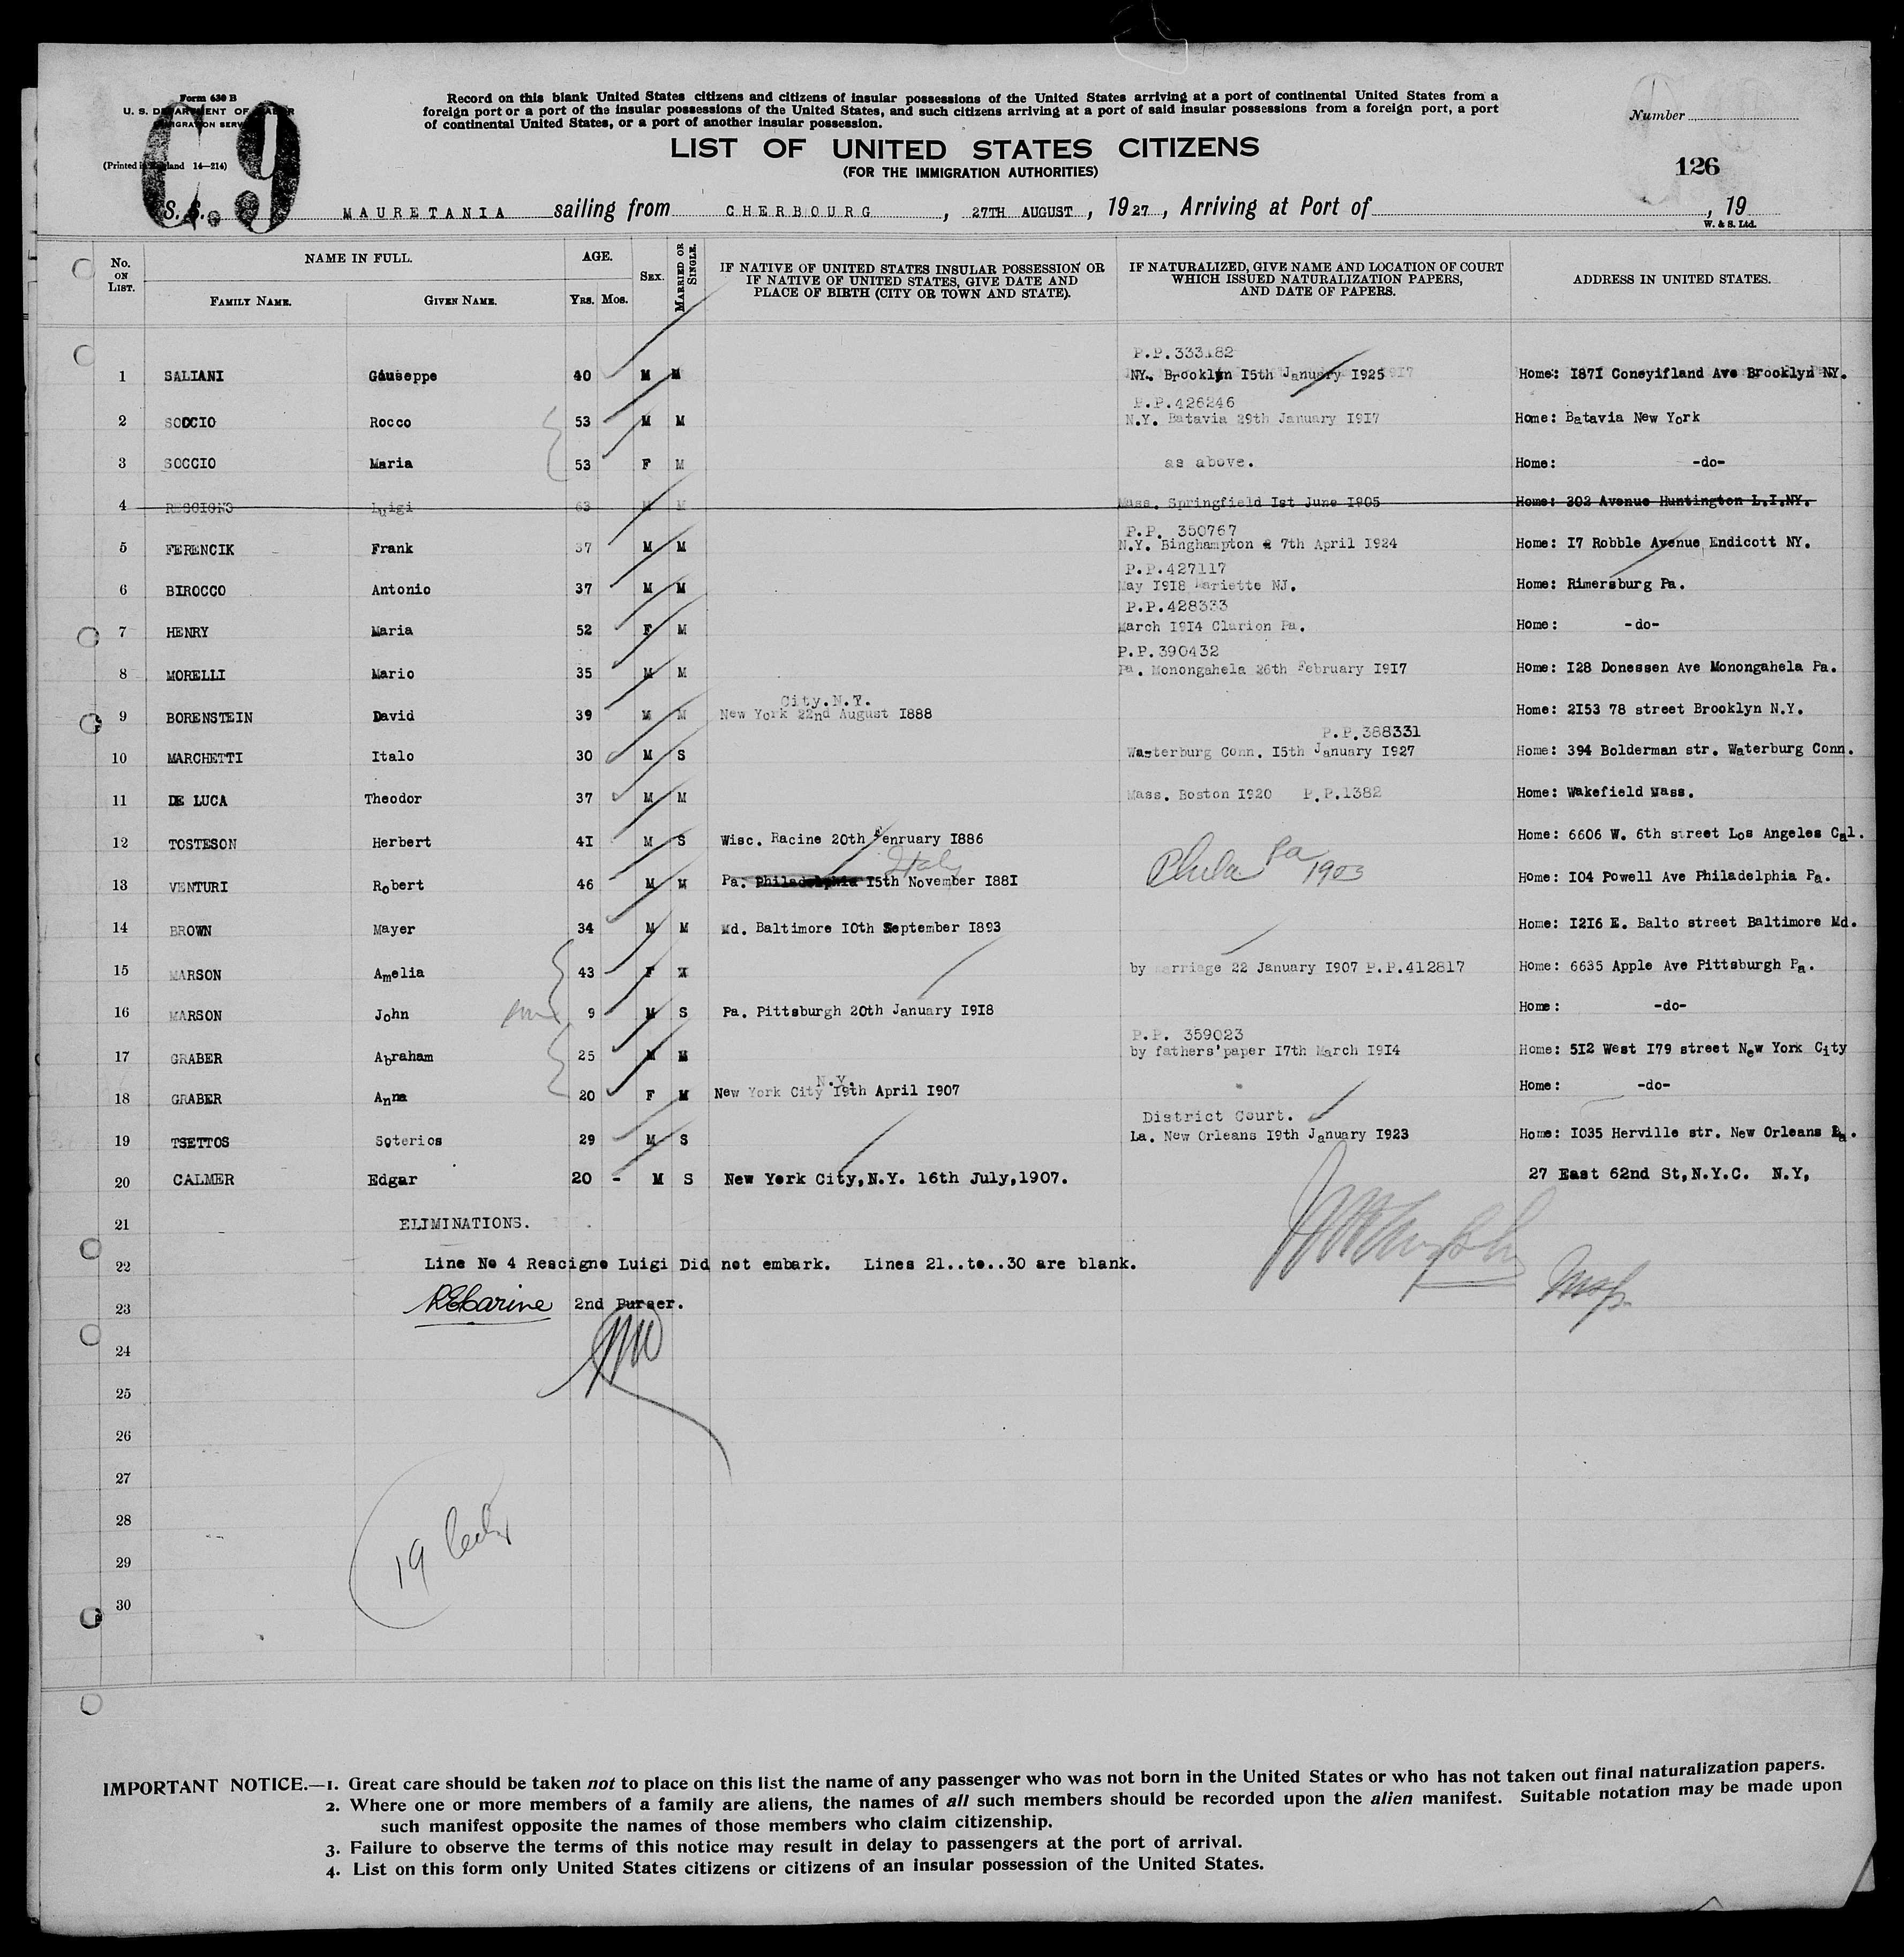 Form 630 B
U. S. DEPARTMENT OF LABOR
IMMIGRATION SERVICE
(Printed in England 14—214)
69
Record on this blank United States citizens and citizens of insular possessions of the United States arriving at a port of continental United States from a
foreign port or a port of the insular possessions of the United States, and such citizens arriving at a port of said insular possessions from a foreign port, a port
of continental United States, or a port of another insular possession.
Number
LIST OF UNITED STATES CITIZENS
(FOR THE IMMIGRATION AUTHORITIES)
126
S. S. MAURETANIA sailing from CHERBOURG, 27TH AUGUST, 1927, Arriving at Port of , 19
W. & S. Ltd.
No. ON LIST. NAME IN FULL. FAMILY NAME. GIVEN NAME. AGE. YRS. MOS. SEX. MARRIED OR SINGLE. IF NATIVE OF UNITED STATES INSULAR POSSESSION OR IF NATIVE OF UNITED STATES, GIVE DATE AND PLACE OF BIRTH (CITY OR TOWN AND STATE). IF NATURALIZED, GIVE NAME AND LOCATION OF COURT WHICH ISSUED NATURALIZATION PAPERS, AND DATE OF PAPERS. ADDRESS IN UNITED STATES.
P.P.333182
1 SALIANI Giuseppe 40 M M NY. Brooklyn 15th January 1925 Home: 1871 Coneyifland Ave Brooklyn NY.
P.P.426246
2 SOCCIO Rocco 53 M M N.Y. Batavia 29th January 1917 Home: Batavia New York
3 SOCCIO Maria 53 F M as above. Home: -do-
4 RESCIGNO Luigi 63 M M Mass. Springfield 1st June 1905 Home: 302 Avenue Huntington L.I.NY.
P.P. 350767
5 FERENCIK Frank 37 M M N.Y. Binghampton 7th April 1924 Home: 17 Robble Avenue Endicott NY.
P.P.427117
6 BIROCCO Antonio 37 M M May 1918 Mariette NJ. Home: Rimersburg Pa.
P.P.428333
7 HENRY Maria 52 F M March 1914 Clarion Pa. Home: -do-
P.P.390432
8 MORELLI Mario 35 M M Pa. Monongahela 26th February 1917 Home: 128 Donessen Ave Monongahela Pa.
City.N.Y.
9 BORENSTEIN David 39 M M New York 22nd August 1888 Home: 2153 78 street Brooklyn N.Y.
P.P.388331
10 MARCHETTI Italo 30 M S Wasterburg Conn. 15th January 1927 Home: 394 Bolderman str. Waterburg Conn.
11 DE LUCA Theodor 37 M M Mass. Boston 1920 P.P.1382 Home: Wakefield Mass.
12 TOSTESON Herbert 41 M S Wisc. Racine 20th Fenruary 1886 Home: 6606 W. 6th street Los Angeles Cal.
Italy
13 VENTURI Robert 46 M M Pa. Philadelphia 15th November 1881 Phila Pa 1903 Home: 104 Powell Ave Philadelphia Pa.
14 BROWN Mayer 34 M M Md. Baltimore 10th September 1893 Home: 1216 E. Balto street Baltimore Md.
15 MARSON Amelia 43 F M by marriage 22 January 1907 P.P.412817 Home: 6635 Apple Ave Pittsburgh Pa.
16 MARSON John 9 M S Pa. Pittsburgh 20th January 1918 Home: -do-
P.P. 359023
17 GRABER Abraham 25 M M by fathers'paper 17th March 1914 Home: 512 West 179 street New York City
N.Y.
18 GRABER Anna 20 F M New York City 19th April 1907 Home: -do-
District Court.
19 TSETTOS Soterios 29 M S La. New Orleans 19th January 1923 Home: 1035 Herville str. New Orleans La.
20 CALMER Edgar 20 - M S New York City,N.Y. 16th July,1907. 27 East 62nd St,N.Y.C. N.Y,
21 ELIMINATIONS.
22 Line No 4 Rescigno Luigi Did not embark. Lines 21..to..30 are blank.
23 2nd Purser.
24
25
26
27
28
29
30
19
IMPORTANT NOTICE.—1. Great care should be taken not to place on this list the name of any passenger who was not born in the United States or who has not taken out final naturalization papers.
2. Where one or more members of a family are aliens, the names of all such members should be recorded upon the alien manifest. Suitable notation may be made upon
such manifest opposite the names of those members who claim citizenship.
3. Failure to observe the terms of this notice may result in delay to passengers at the port of arrival.
4. List on this form only United States citizens or citizens of an insular possession of the United States.